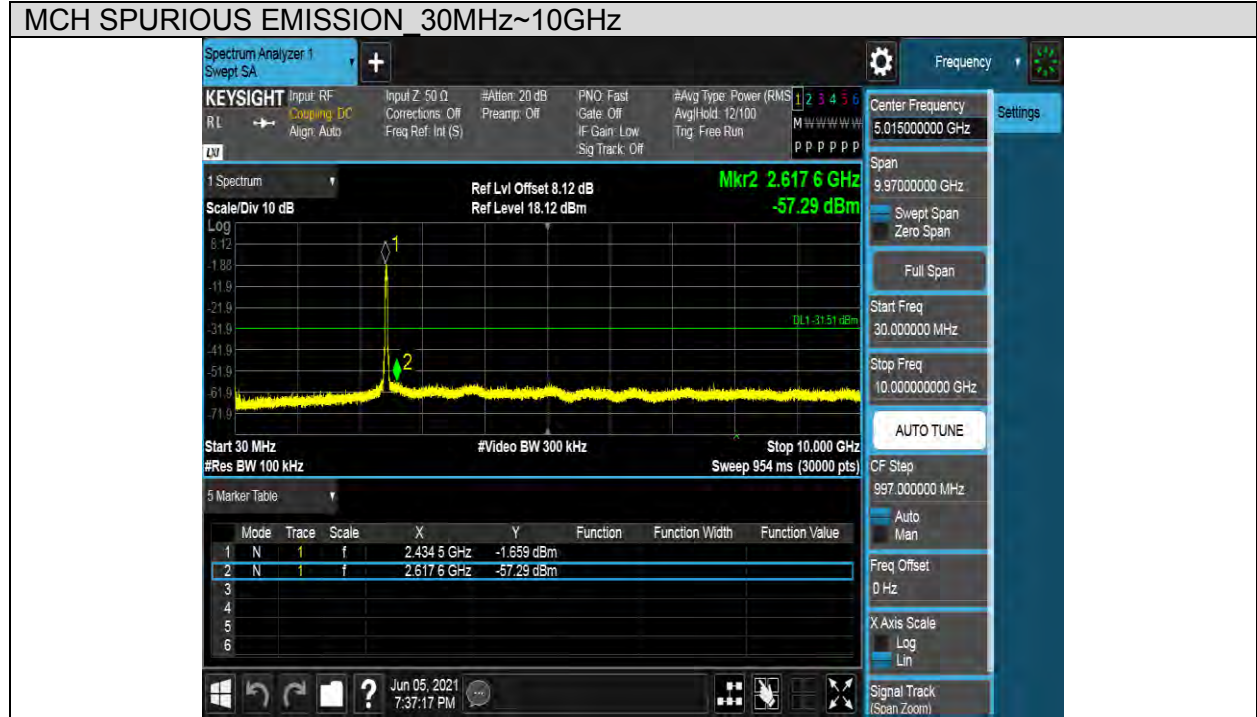 MCH SPURIOUS EMISSION_30MHz~10GHz
Spectrum Analyzer 1
Swept SA
+
Frequency
KEYSIGHT Input: RF Input Z: 50 Ω #Atten: 20 dB PNO: Fast #Avg Type: Power (RMS 1 2 3 4 5 6
RL Coupling: DC Corrections: Off Preamp: Off Gate: Off Avg|Hold: 12/100 M W W W W W
Align: Auto Freq Ref: Int (S) IF Gain: Low Trig: Free Run
LXI Sig Track: Off P P P P P P
Center Frequency
5.015000000 GHz
Settings
1 Spectrum Ref Lvl Offset 8.12 dB Mkr2 2.617 6 GHz
Scale/Div 10 dB Ref Level 18.12 dBm -57.29 dBm
Log
8.12
-1.88
-11.9
-21.9
-31.9
-41.9
-51.9
-61.9
-71.9
1
DL1 -31.51 dBm
2
Start 30 MHz #Video BW 300 kHz Stop 10.000 GHz
#Res BW 100 kHz Sweep 954 ms (30000 pts)
Span
9.97000000 GHz
Swept Span
Zero Span
Full Span
Start Freq
30.000000 MHz
Stop Freq
10.000000000 GHz
AUTO TUNE
CF Step
997.000000 MHz
Auto
Man
Freq Offset
0 Hz
X Axis Scale
Log
Lin
Signal Track
(Span Zoom)
5 Marker Table
Mode Trace Scale X Y Function Function Width Function Value
1 N 1 f 2.434 5 GHz -1.659 dBm
2 N 1 f 2.617 6 GHz -57.29 dBm
3
4
5
6
? Jun 05, 2021
7:37:17 PM